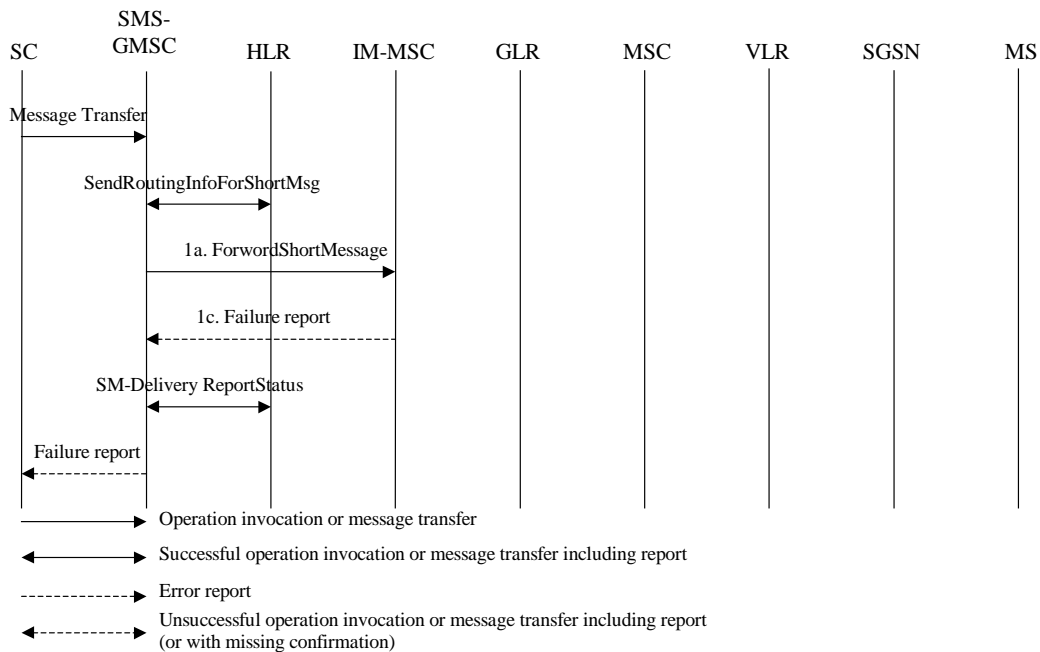 SMS-
GMSC
SC
HLR
IM-MSC
GLR
MSC
VLR
SGSN
MS
Message Transfer
SendRoutingInfoForShortMsg
1a. ForwordShortMessage
1c. Failure report
SM-Delivery ReportStatus
Failure report
Operation invocation or message transfer
Successful operation invocation or message transfer including report
Error report
Unsuccessful operation invocation or message transfer including report
(or with missing confirmation)